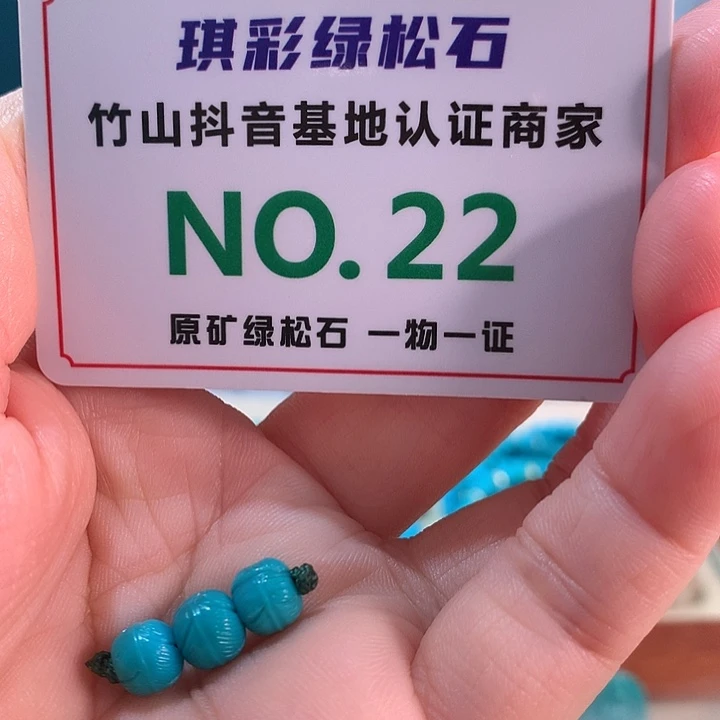 琪彩绿松石
竹山抖音基地认证商家
NO.22
原矿绿松石 一物一证